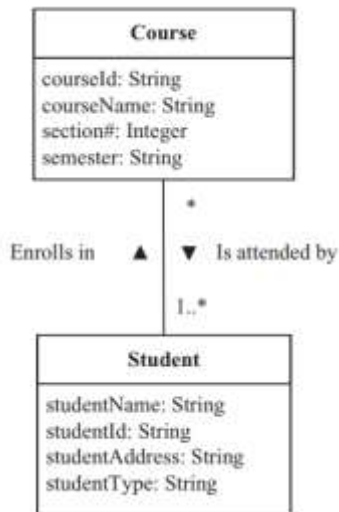 Course
courseId: String
courseName: String
section#: Integer
semester: String
*
Enrolls in ▲ ▼ Is attended by
1..*
Student
studentName: String
studentId: String
studentAddress: String
studentType: String